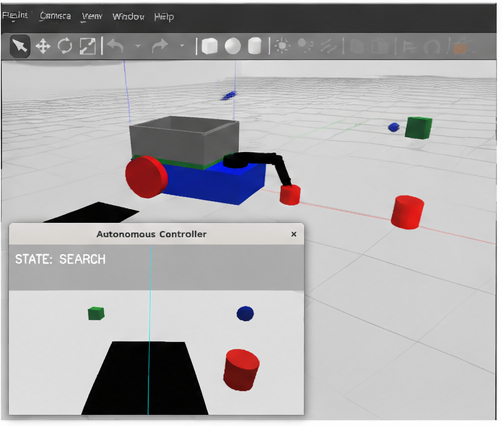 Camera Window Help
Autonomous Controller
STATE: SEARCH